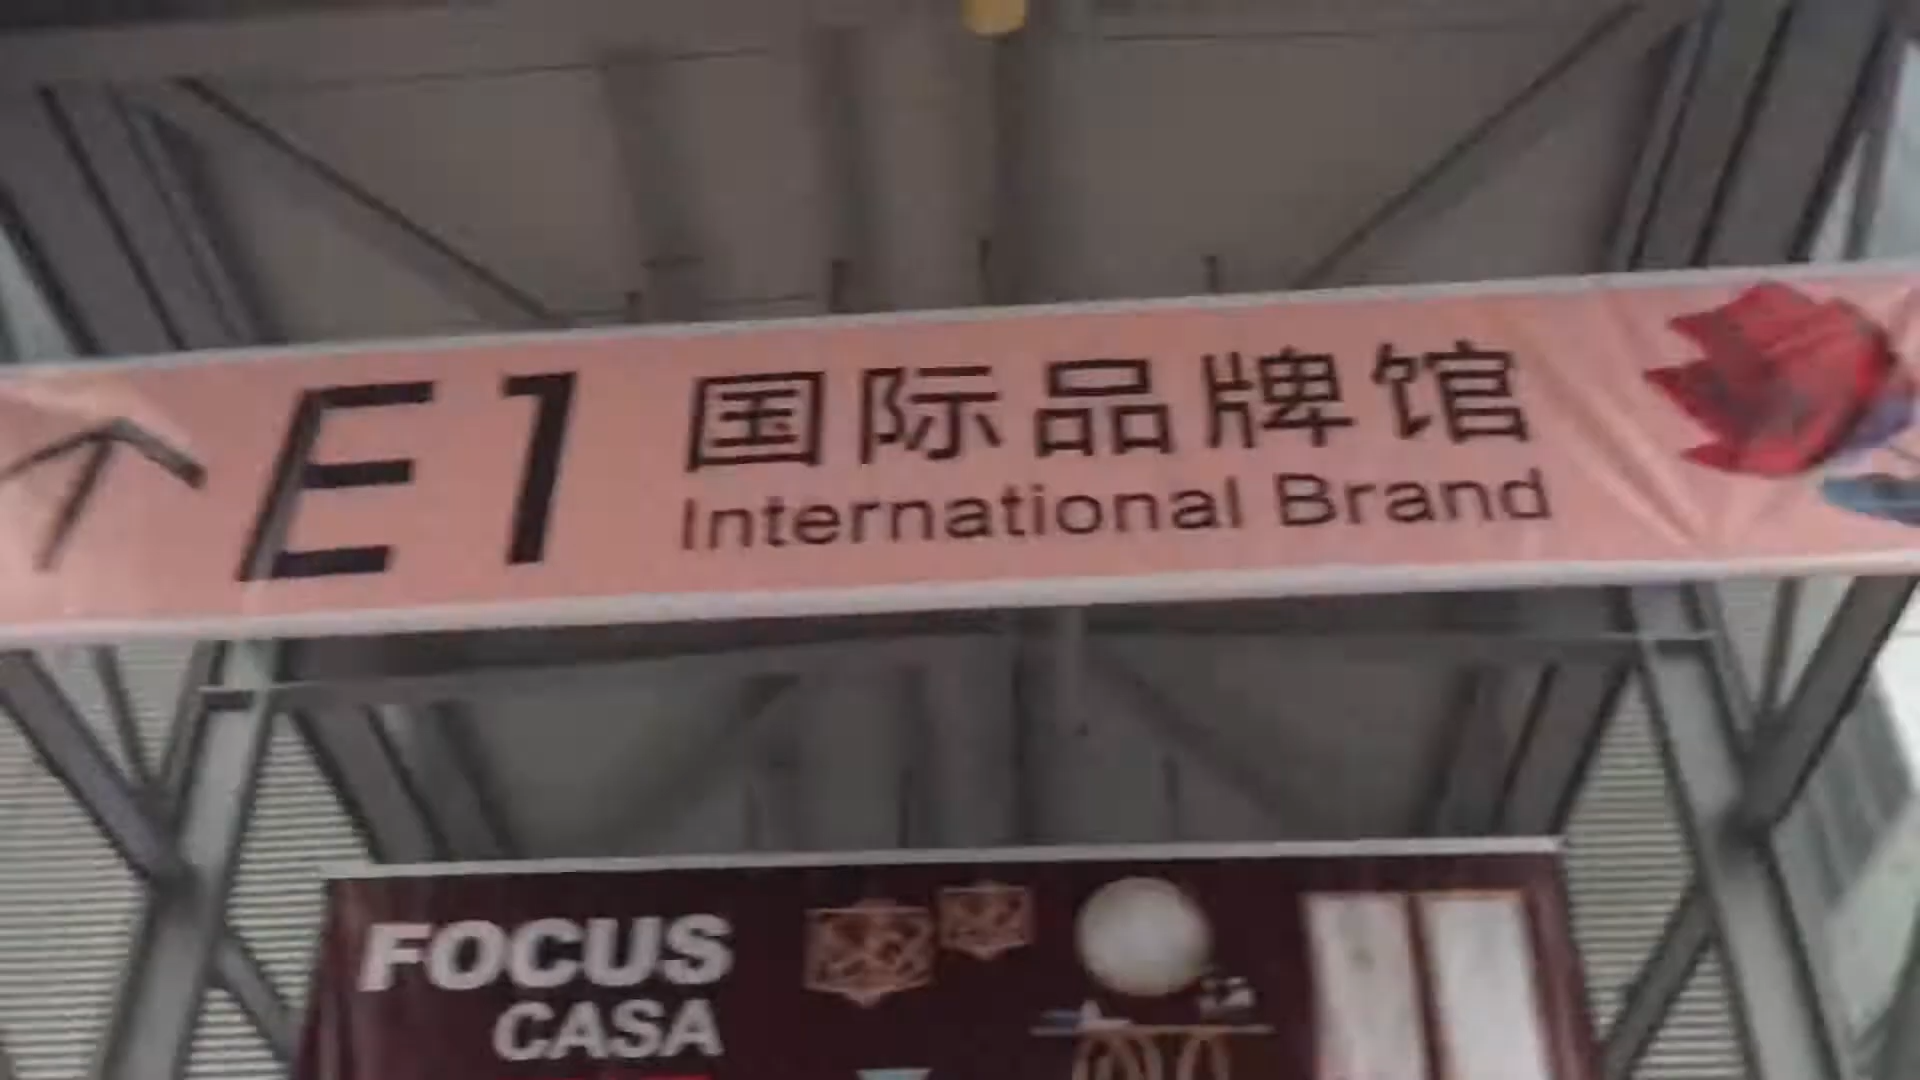 E1 国际品牌馆
International Brand
FOCUS
CASA